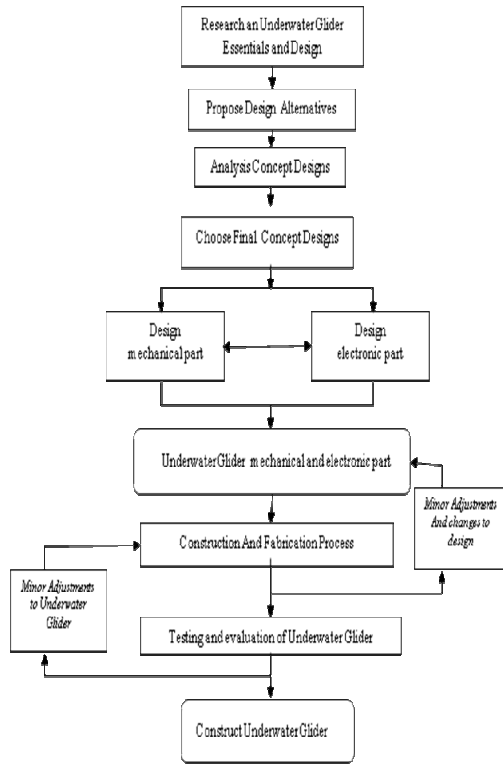 Research an Underwater Glider
Essentials and Design
Propose Design Alternatives
Analysis Concept Designs
Choose Final Concept Designs
Design
mechanical part
Design
electronic part
Underwater Glider mechanical and electronic part
Minor Adjustments
And changes to
design
Construction And Fabrication Process
Minor Adjustments
to Underwater
Glider
Testing and evaluation of Underwater Glider
Construct Underwater Glider